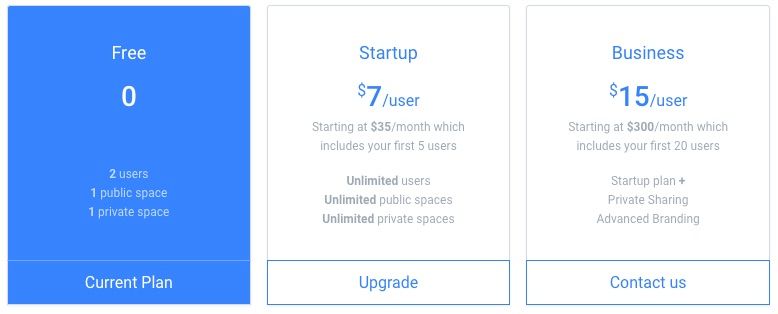 Free
0
2 users
1 public space
1 private space
Current Plan
Startup
$7/user
Starting at $35/month which
includes your first 5 users
Unlimited users
Unlimited public spaces
Unlimited private spaces
Upgrade
Business
$15/user
Starting at $300/month which
includes your first 20 users
Startup plan +
Private Sharing
Advanced Branding
Contact us